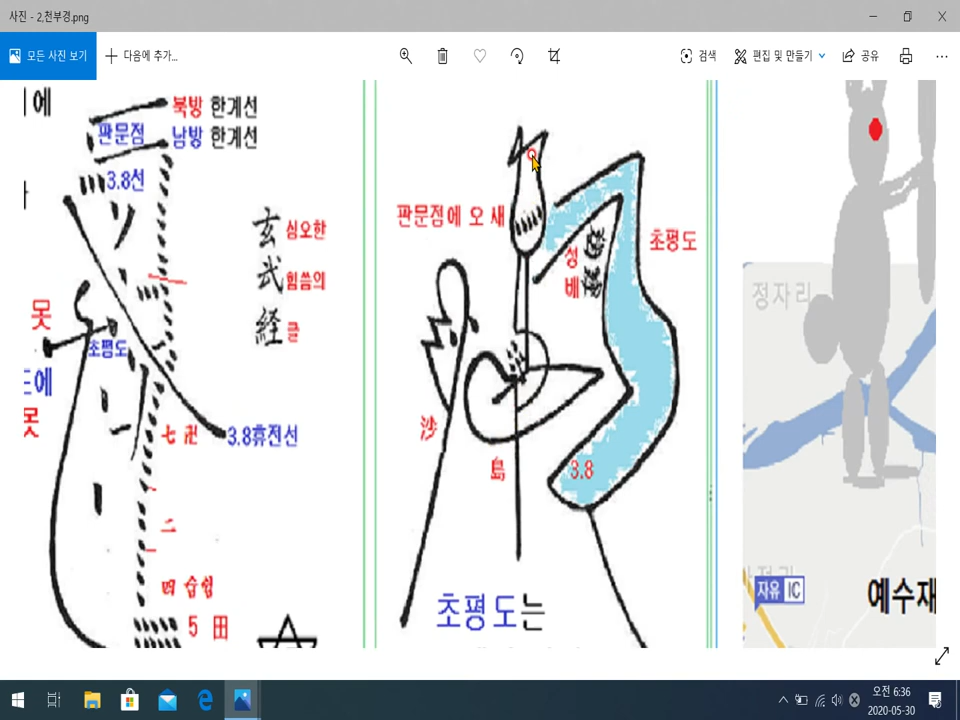 사진 - 2,천부경.png
모든 사진 보기
다음에 추가...
검색
편집 및 만들기
공유
에
북방 한계선
판문점 남방 한계선
3.8선
玄 심오한
武 힘씀의
経 글
못
초평도
에
못
七 卍
3.8휴전선
二
四 습헝
5 田
판문점에 오 새
초평도
성
배
沙
島
3.8
초평도는
정자리
자유 IC
예수재
오전 6:36
2020-05-30